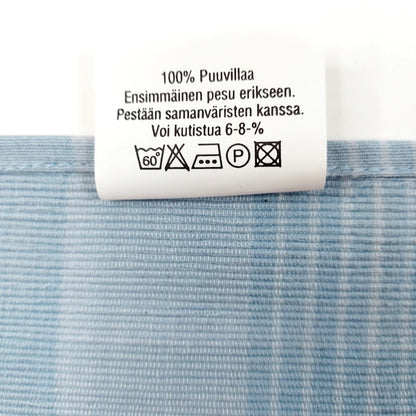 100% Puuvillaa
Ensimmäinen pesu erikseen.
Pestään samanväristen kanssa.
Voi kutistua 6-8-%
60° P